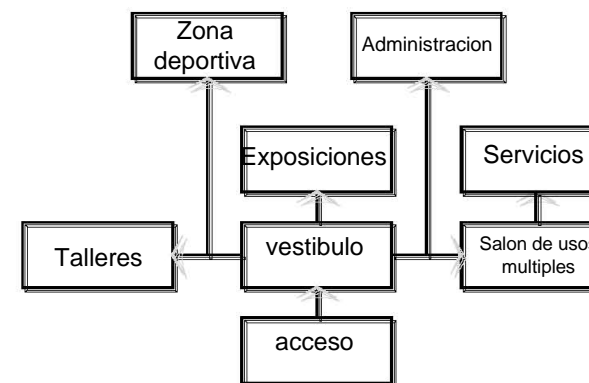 Zona
deportiva
Administracion
Exposiciones
Servicios
Talleres
vestibulo
Salon de usos
multiples
acceso